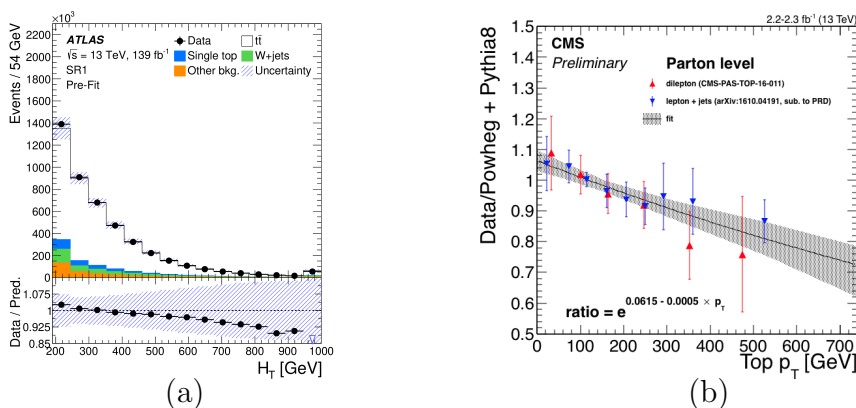 ×10³
2200
2000
1800
1600
1400
1200
1000
800
600
400
200
0
Events / 54 GeV
ATLAS
√s = 13 TeV, 139 fb⁻¹
SR1
Pre-Fit
Data
tt̄
Single top
W+jets
Other bkg.
Uncertainty
1.075
1
0.925
0.85
Data / Pred.
200 300 400 500 600 700 800 900 1000
H_T [GeV]
(a)
2.2-2.3 fb⁻¹ (13 TeV)
CMS
Preliminary
Parton level
dilepton (CMS-PAS-TOP-16-011)
lepton + jets (arXiv:1610.04191, sub. to PRD)
fit
1.5
1.4
1.3
1.2
1.1
1
0.9
0.8
0.7
0.6
0.5
Data/Powheg + Pythia8
ratio = e^(0.0615 - 0.0005 × p_T)
0 100 200 300 400 500 600 700
Top p_T [GeV]
(b)